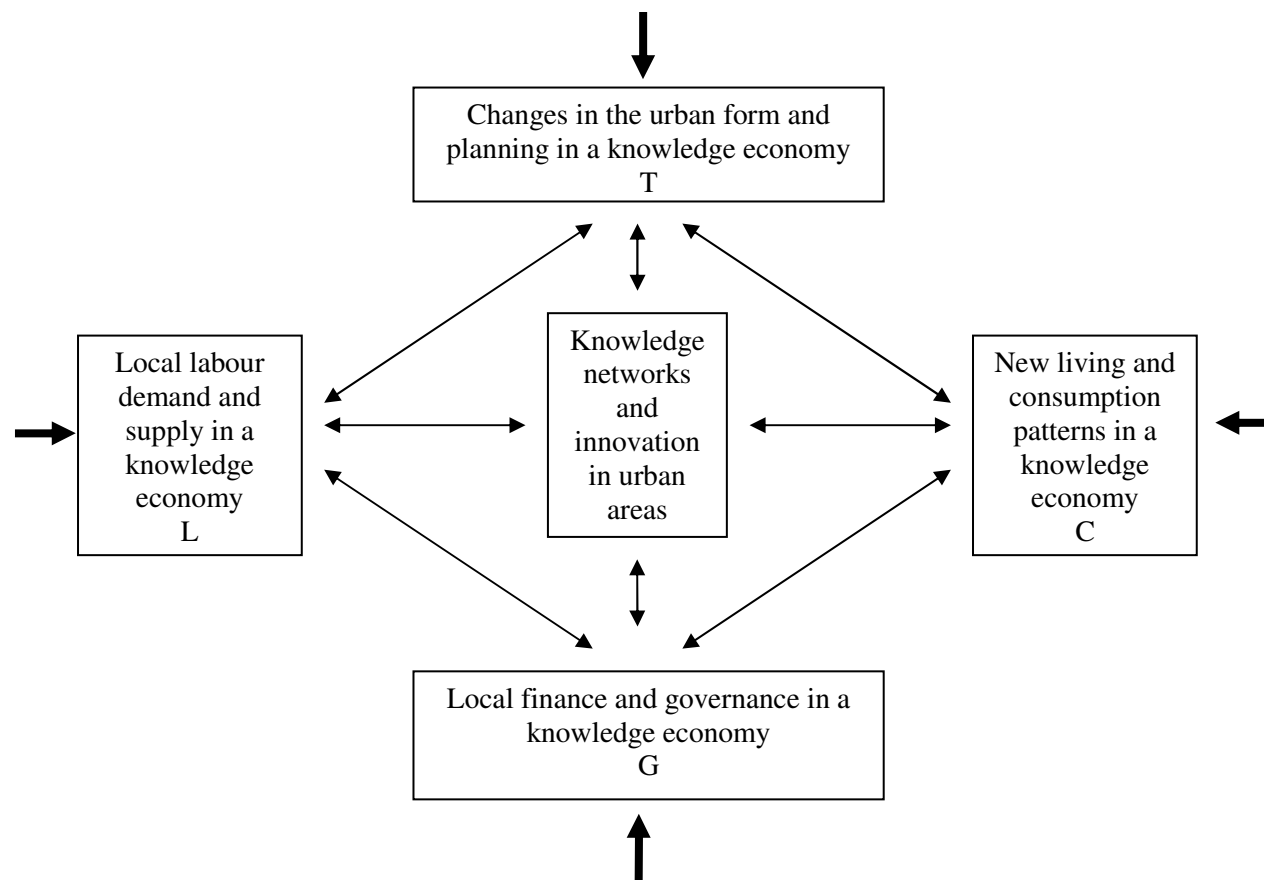 Changes in the urban form and
planning in a knowledge economy
T
Local labour
demand and
supply in a
knowledge
economy
L
Knowledge
networks
and
innovation
in urban
areas
New living and
consumption
patterns in a
knowledge
economy
C
Local finance and governance in a
knowledge economy
G